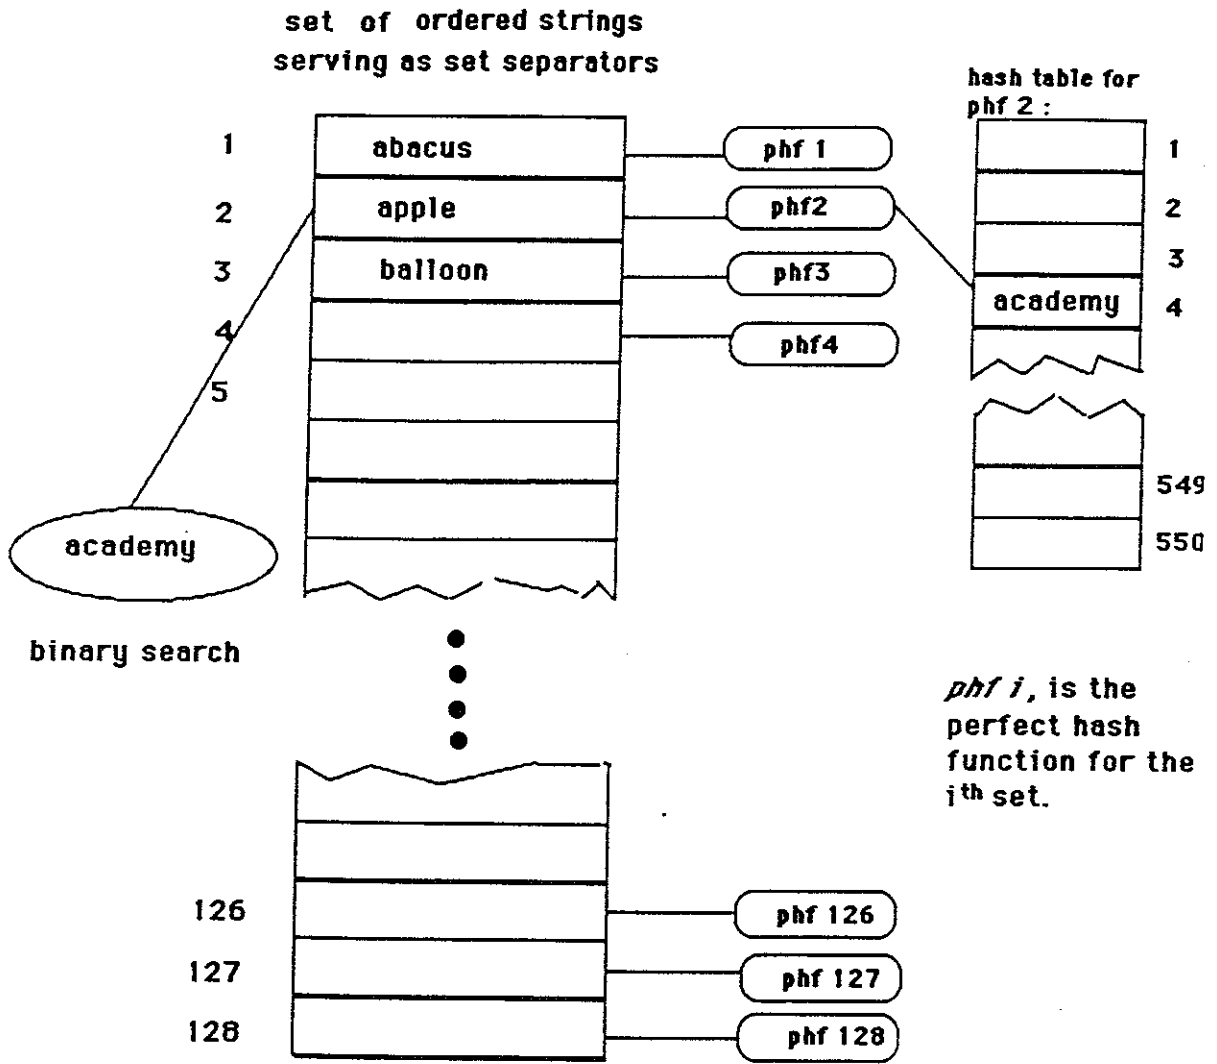 set of ordered strings
serving as set separators
hash table for
phf 2 :
1
abacus
phf 1
1
2
apple
phf2
2
3
balloon
phf3
3
academy
4
4
phf4
5
549
550
academy
binary search
phf i, is the
perfect hash
function for the
ith set.
126
phf 126
127
phf 127
128
phf 128